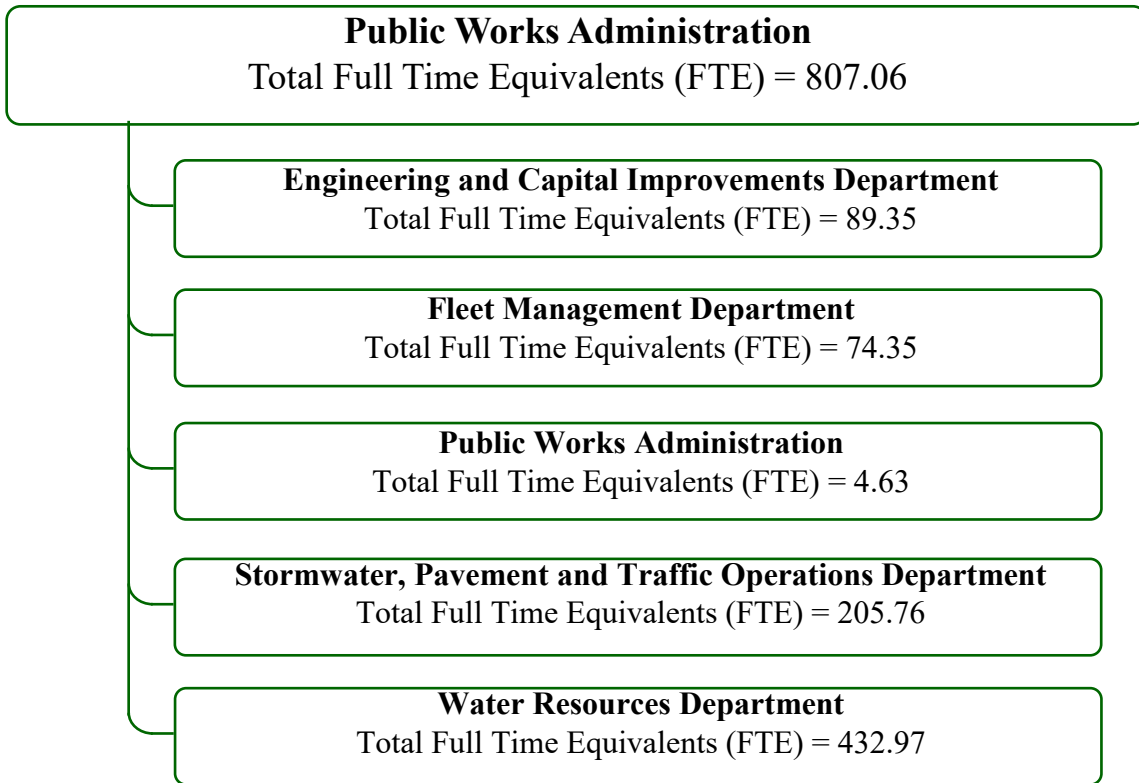 Public Works Administration
Total Full Time Equivalents (FTE) = 807.06
Engineering and Capital Improvements Department
Total Full Time Equivalents (FTE) = 89.35
Fleet Management Department
Total Full Time Equivalents (FTE) = 74.35
Public Works Administration
Total Full Time Equivalents (FTE) = 4.63
Stormwater, Pavement and Traffic Operations Department
Total Full Time Equivalents (FTE) = 205.76
Water Resources Department
Total Full Time Equivalents (FTE) = 432.97